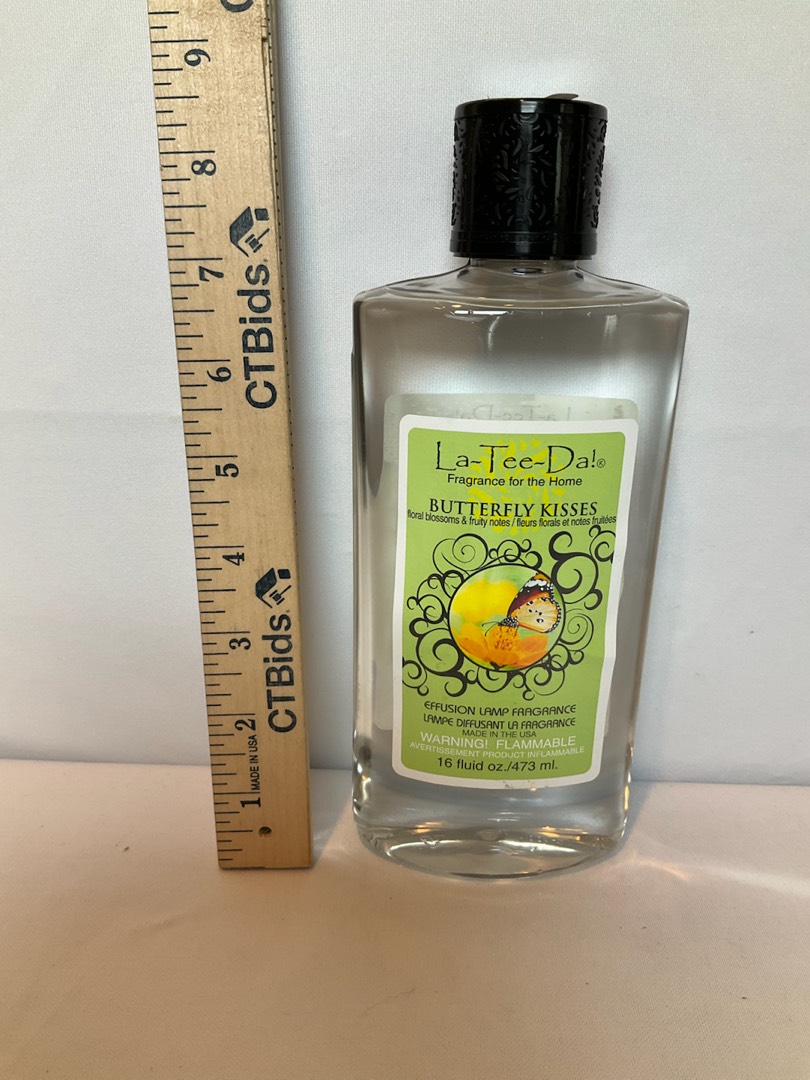 9
8
7
CTBids.
6
5
4
3
CTBids.
2
MADE IN USA
1
La-Tee-Da!®
Fragrance for the Home
BUTTERFLY KISSES
floral blossoms & fruity notes / fleurs florals et notes fruitées
EFFUSION LAMP FRAGRANCE
LAMPE DIFFUSANT LA FRAGRANCE
MADE IN THE USA
WARNING! FLAMMABLE
AVERTISSEMENT PRODUCT INFLAMMABLE
16 fluid oz./473 ml.